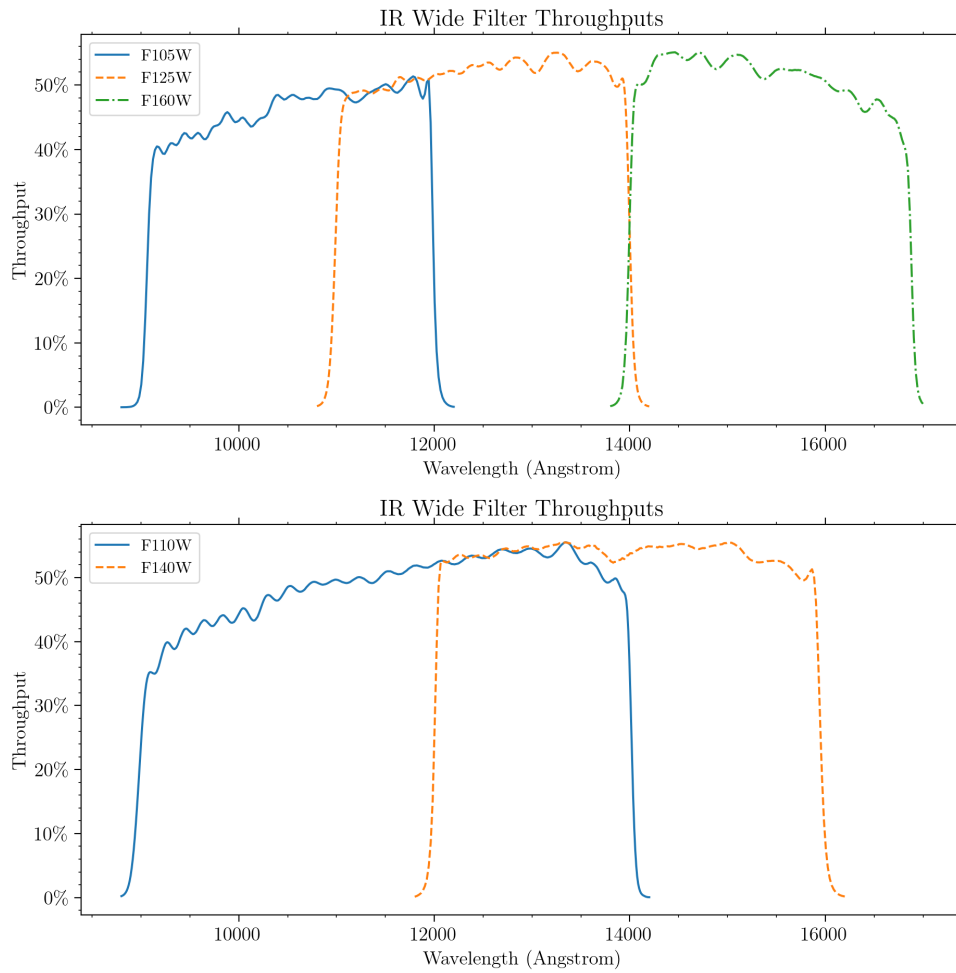 IR Wide Filter Throughputs
F105W
F125W
F160W
50%
40%
30%
20%
10%
0%
Throughput
10000 12000 14000 16000
Wavelength (Angstrom)
IR Wide Filter Throughputs
F110W
F140W
50%
40%
30%
20%
10%
0%
Throughput
10000 12000 14000 16000
Wavelength (Angstrom)